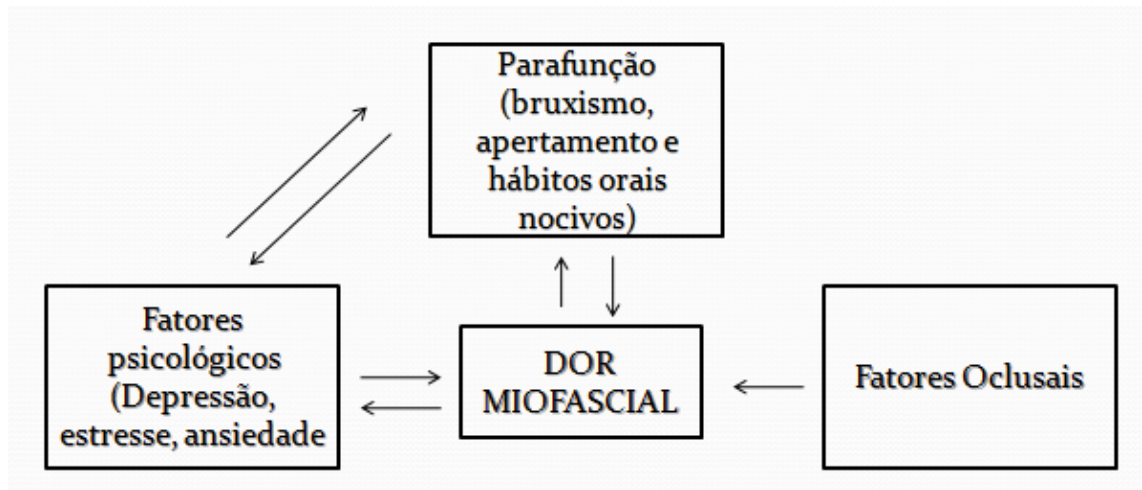 Parafunção
(bruxismo,
apertamento e
hábitos orais
nocivos)
Fatores
psicológicos
(Depressão,
estresse, ansiedade
DOR
MIOFASCIAL
Fatores Oclusais